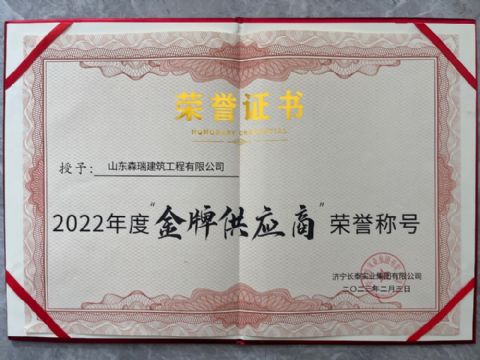 荣誉证书
HONORARY CREDENTIAL
授予：山东森瑞建筑工程有限公司
2022年度“金牌供应商”荣誉称号
济宁长泰实业集团有限公司
二〇二三年二月三日